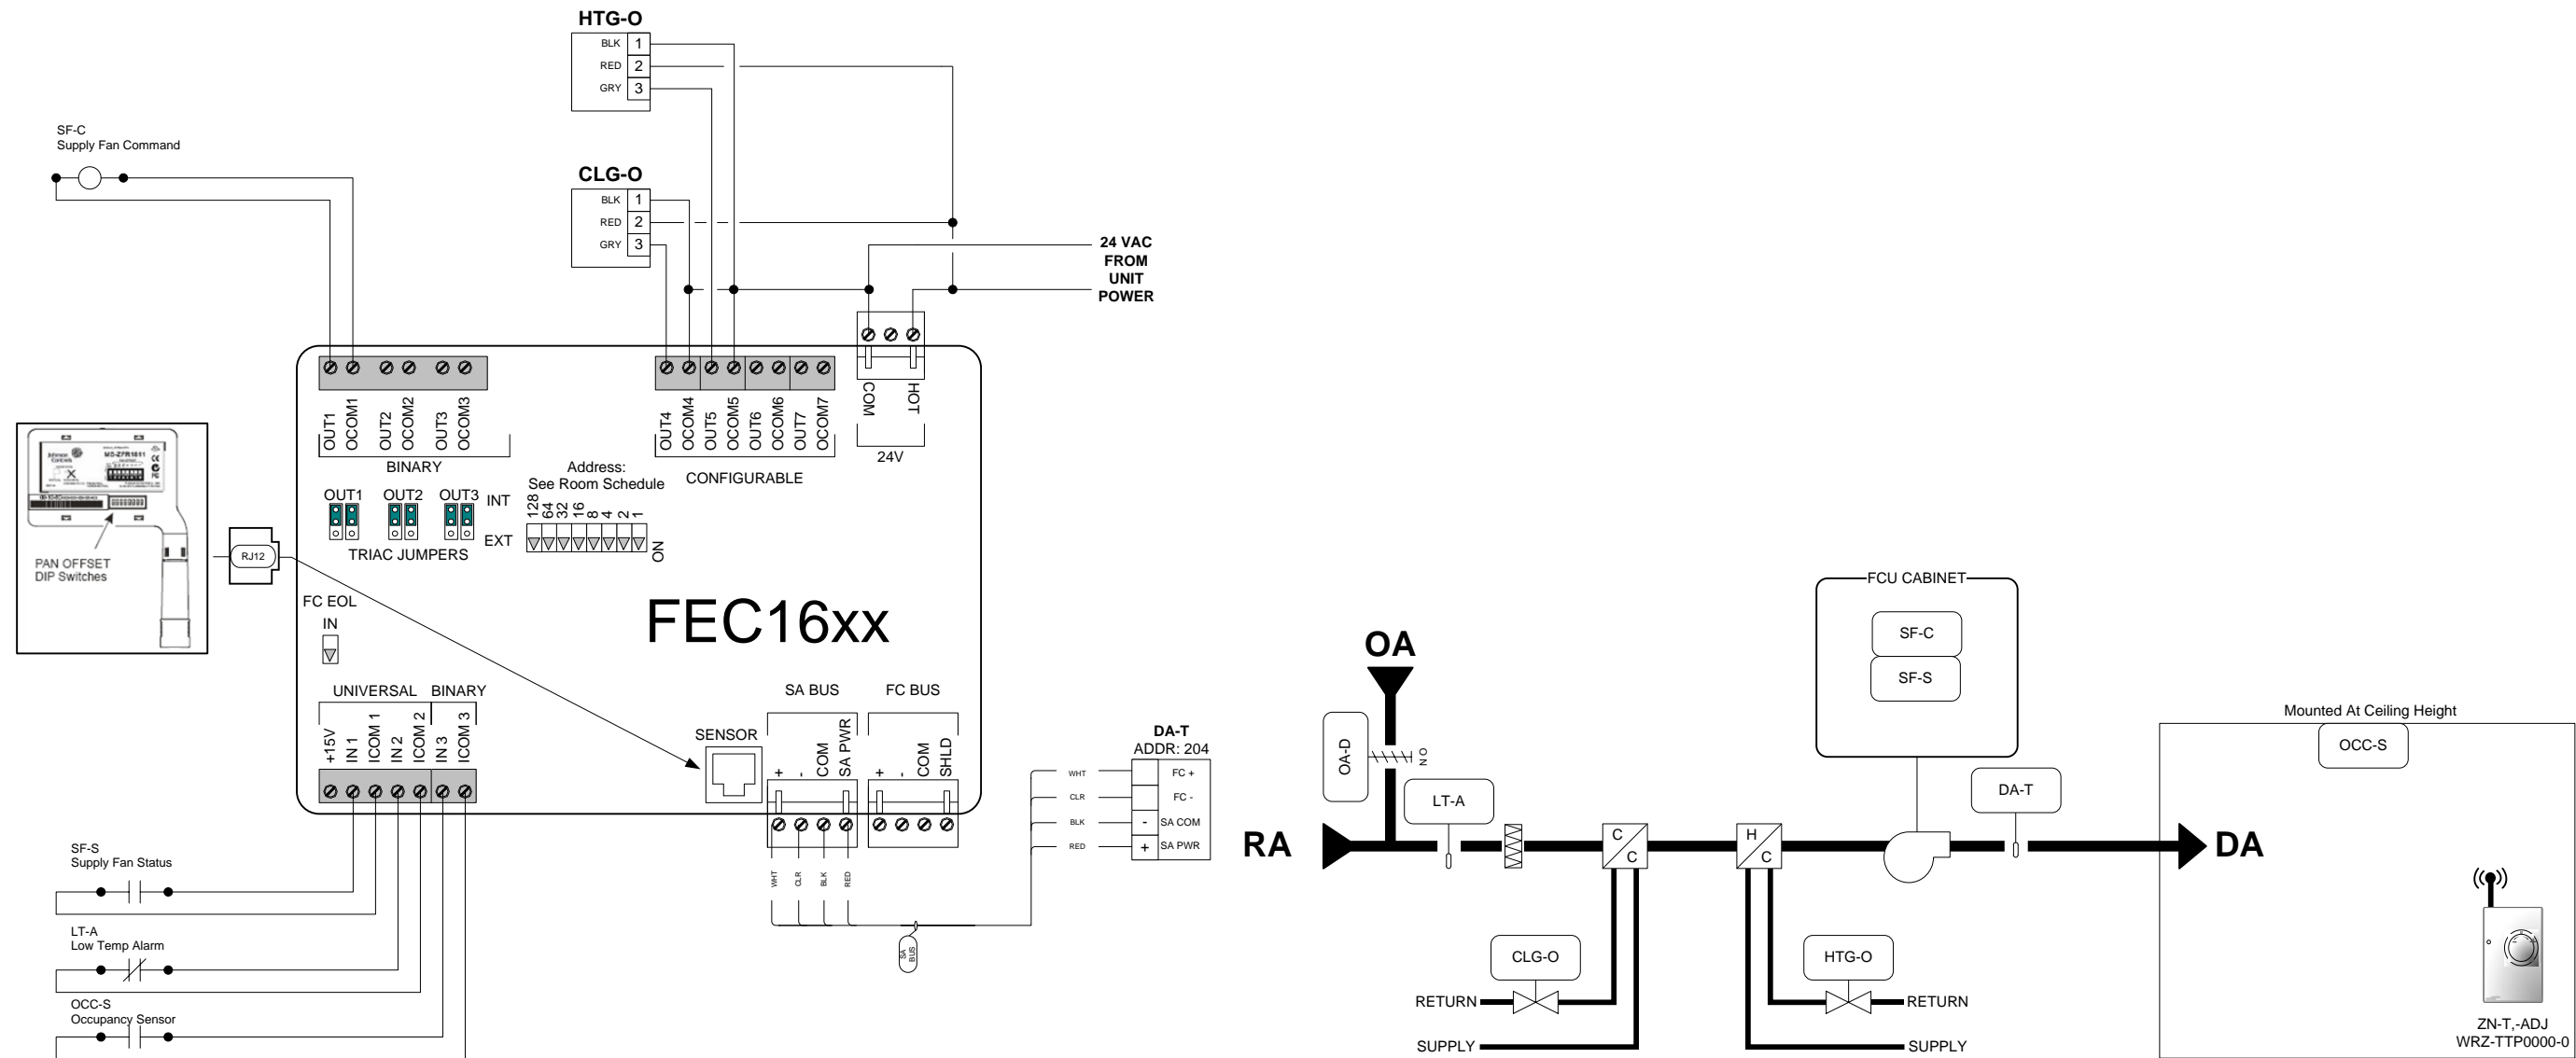 HTG-O
BLK 1
RED 2
GRY 3
SF-C
Supply Fan Command
CLG-O
BLK 1
RED 2
GRY 3
24 VAC
FROM
UNIT
POWER
OUT1
OCOM1
OUT2
OCOM2
OUT3
OCOM3
BINARY
OUT4
OCOM4
OUT5
OCOM5
OUT6
OCOM6
OUT7
OCOM7
CONFIGURABLE
COM
HOT
24V
Address:
See Room Schedule
128
64
32
16
8
4
2
1
ON
OUT1 OUT2 OUT3 INT
EXT
TRIAC JUMPERS
Johnson
Controls
MS-ZFR1811
PAN OFFSET
DIP Switches
RJ12
FC EOL
IN
FEC16xx
UNIVERSAL BINARY
+15V
IN 1
ICOM 1
IN 2
ICOM 2
IN 3
ICOM 3
SENSOR
SA BUS
+
-
COM
SA PWR
FC BUS
+
-
COM
SHLD
WHT
CLR
BLK
RED
SA
BUS
DA-T
ADDR: 204
WHT FC +
CLR FC -
BLK - SA COM
RED + SA PWR
SF-S
Supply Fan Status
LT-A
Low Temp Alarm
OCC-S
Occupancy Sensor
FCU CABINET
SF-C
SF-S
OA
OA-D
NO
LT-A
RA
C
C
H
C
DA-T
DA
Mounted At Ceiling Height
OCC-S
CLG-O
HTG-O
RETURN
SUPPLY
RETURN
SUPPLY
ZN-T,-ADJ
WRZ-TTP0000-0